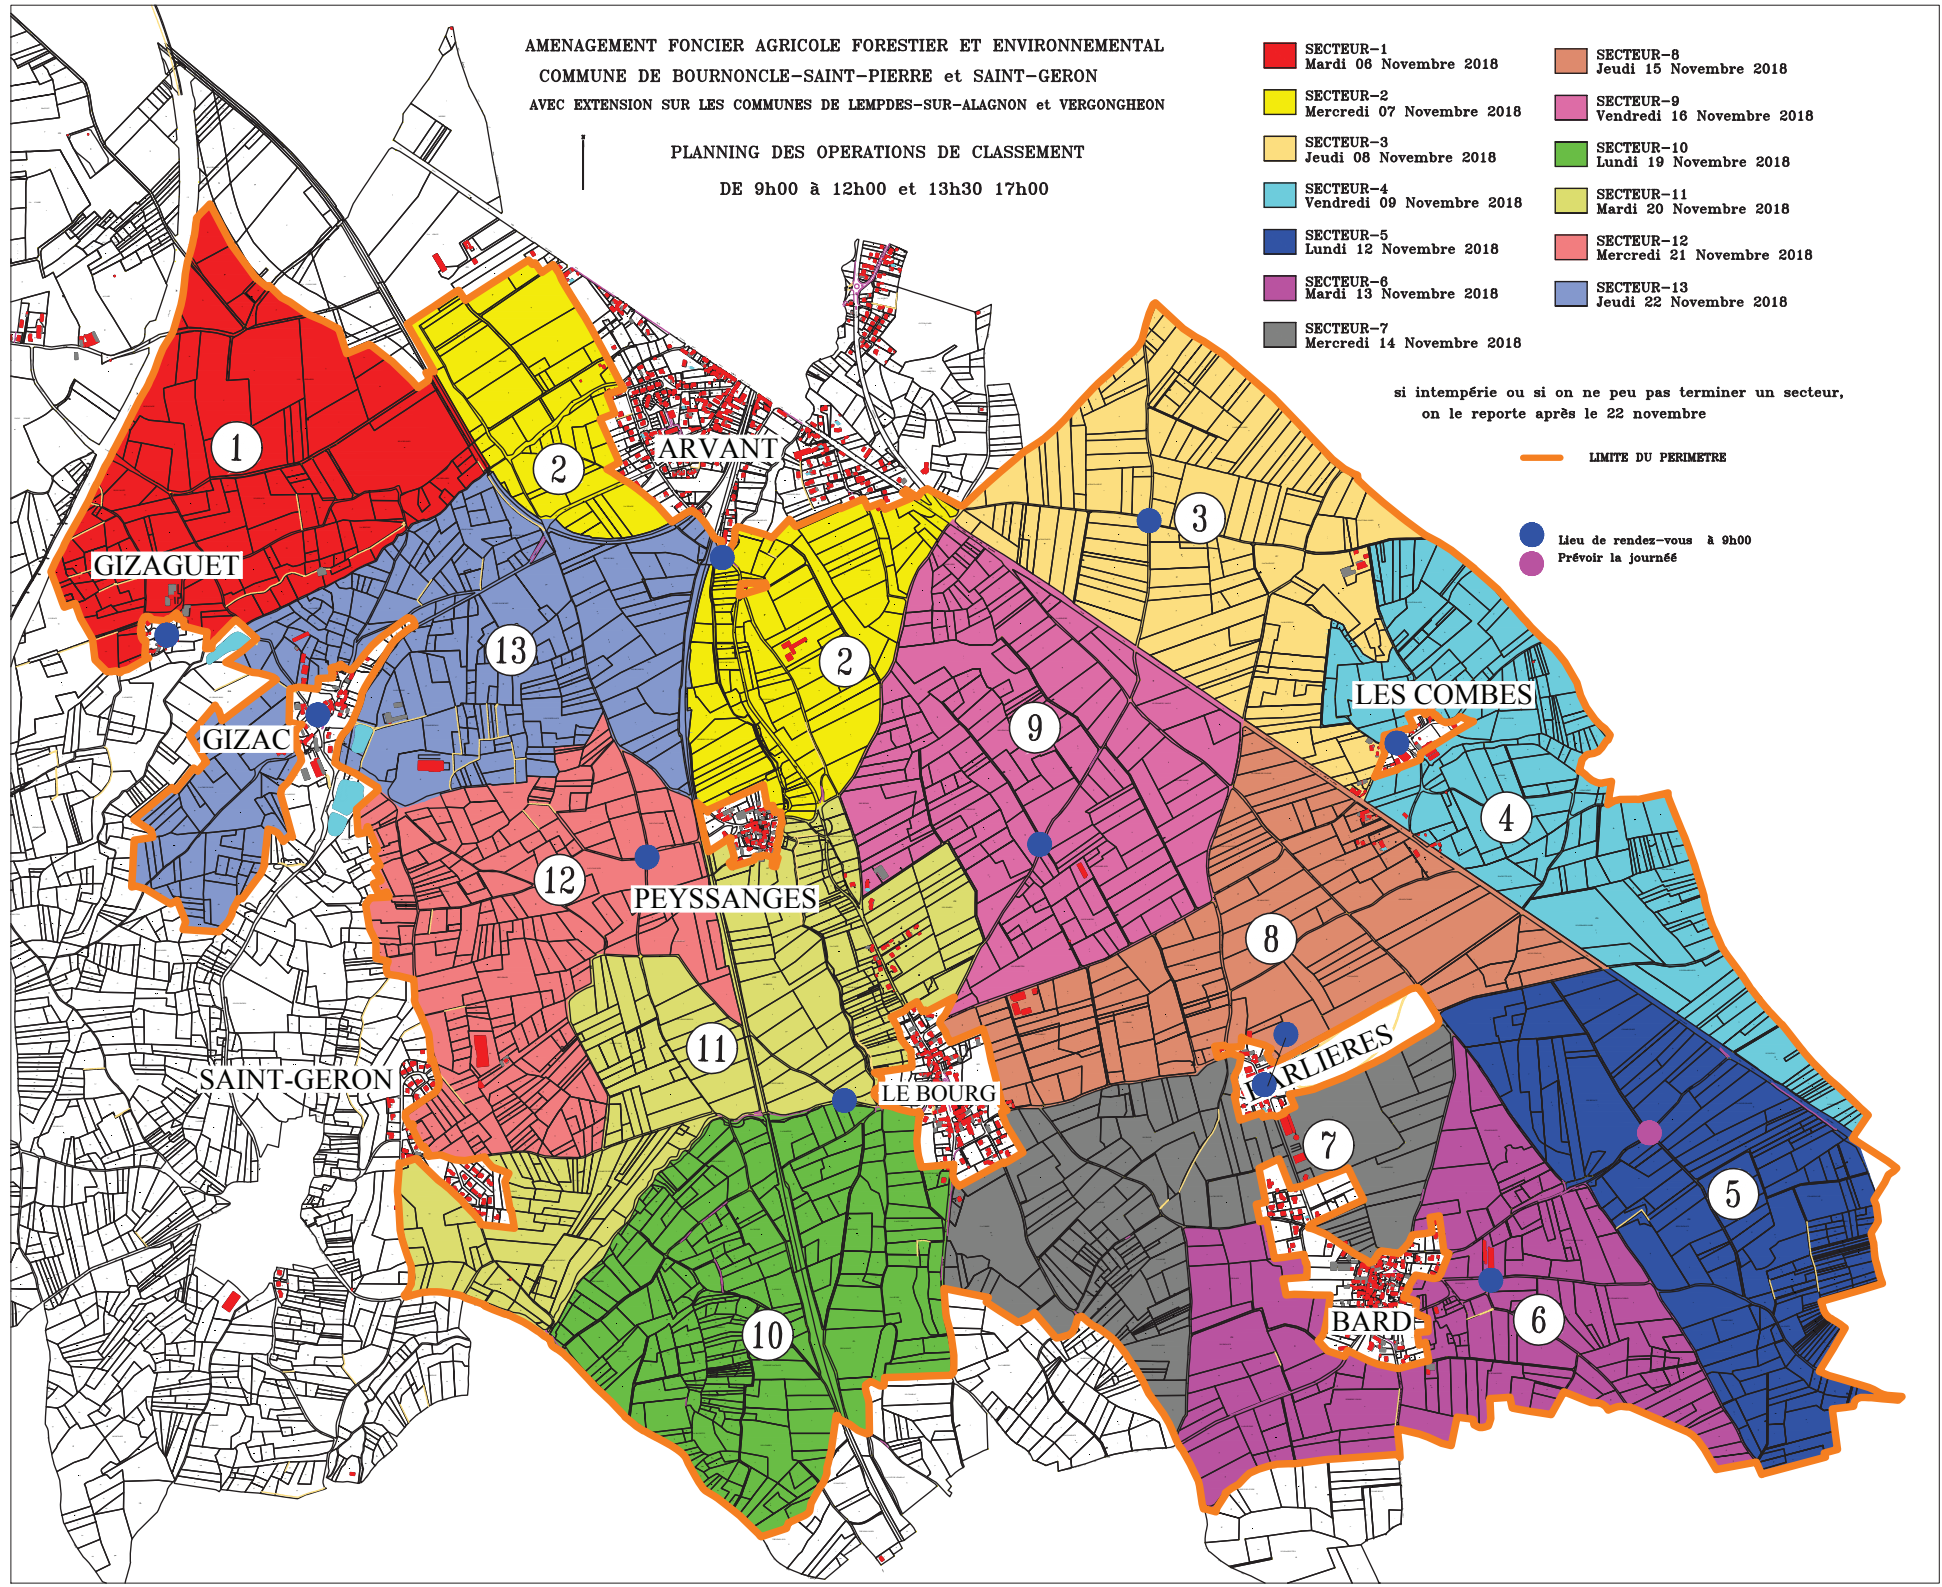 AMENAGEMENT FONCIER AGRICOLE FORESTIER ET ENVIRONNEMENTAL
COMMUNE DE BOURNONCLE-SAINT-PIERRE et SAINT-GERON
AVEC EXTENSION SUR LES COMMUNES DE LEMPDES-SUR-ALAGNON et VERGONGHEON
PLANNING DES OPERATIONS DE CLASSEMENT
DE 9h00 à 12h00 et 13h30 17h00
SECTEUR-1
Mardi 06 Novembre 2018
SECTEUR-2
Mercredi 07 Novembre 2018
SECTEUR-3
Jeudi 08 Novembre 2018
SECTEUR-4
Vendredi 09 Novembre 2018
SECTEUR-5
Lundi 12 Novembre 2018
SECTEUR-6
Mardi 13 Novembre 2018
SECTEUR-7
Mercredi 14 Novembre 2018
SECTEUR-8
Jeudi 15 Novembre 2018
SECTEUR-9
Vendredi 16 Novembre 2018
SECTEUR-10
Lundi 19 Novembre 2018
SECTEUR-11
Mardi 20 Novembre 2018
SECTEUR-12
Mercredi 21 Novembre 2018
SECTEUR-13
Jeudi 22 Novembre 2018
si intempérie ou si on ne peu pas terminer un secteur,
on le reporte après le 22 novembre
LIMITE DU PERIMETRE
Lieu de rendez-vous à 9h00
Prévoir la journéé
1
2
ARVANT
3
GIZAGUET
13
2
LES COMBES
GIZAC
9
4
12
PEYSSANGES
8
11
SAINT-GERON
LE BOURG
BARLIERES
7
5
10
BARD
6